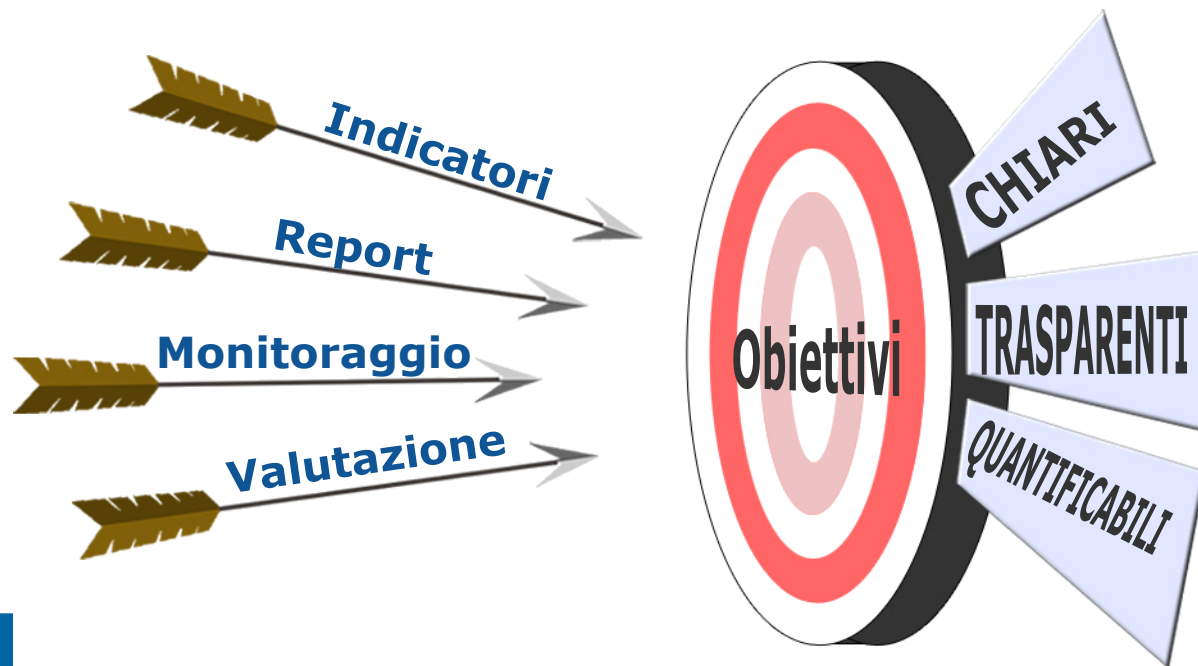 Indicatori
Report
Monitoraggio
Valutazione
Obiettivi
CHIARI
TRASPARENTI
QUANTIFICABILI